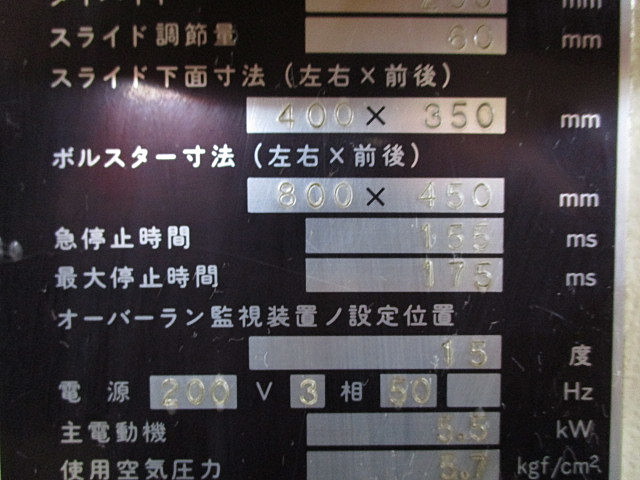 mm
スライド調節量 60 mm
スライド下面寸法(左右×前後)
400 × 350 mm
ボルスター寸法(左右×前後)
800 × 450 mm
急停止時間 155 ms
最大停止時間 175 ms
オーバーラン監視装置ノ設定位置
15 度
電源 200 V 3 相 50 Hz
主電動機 5.5 kW
使用空気圧力 5.7 kgf/cm²